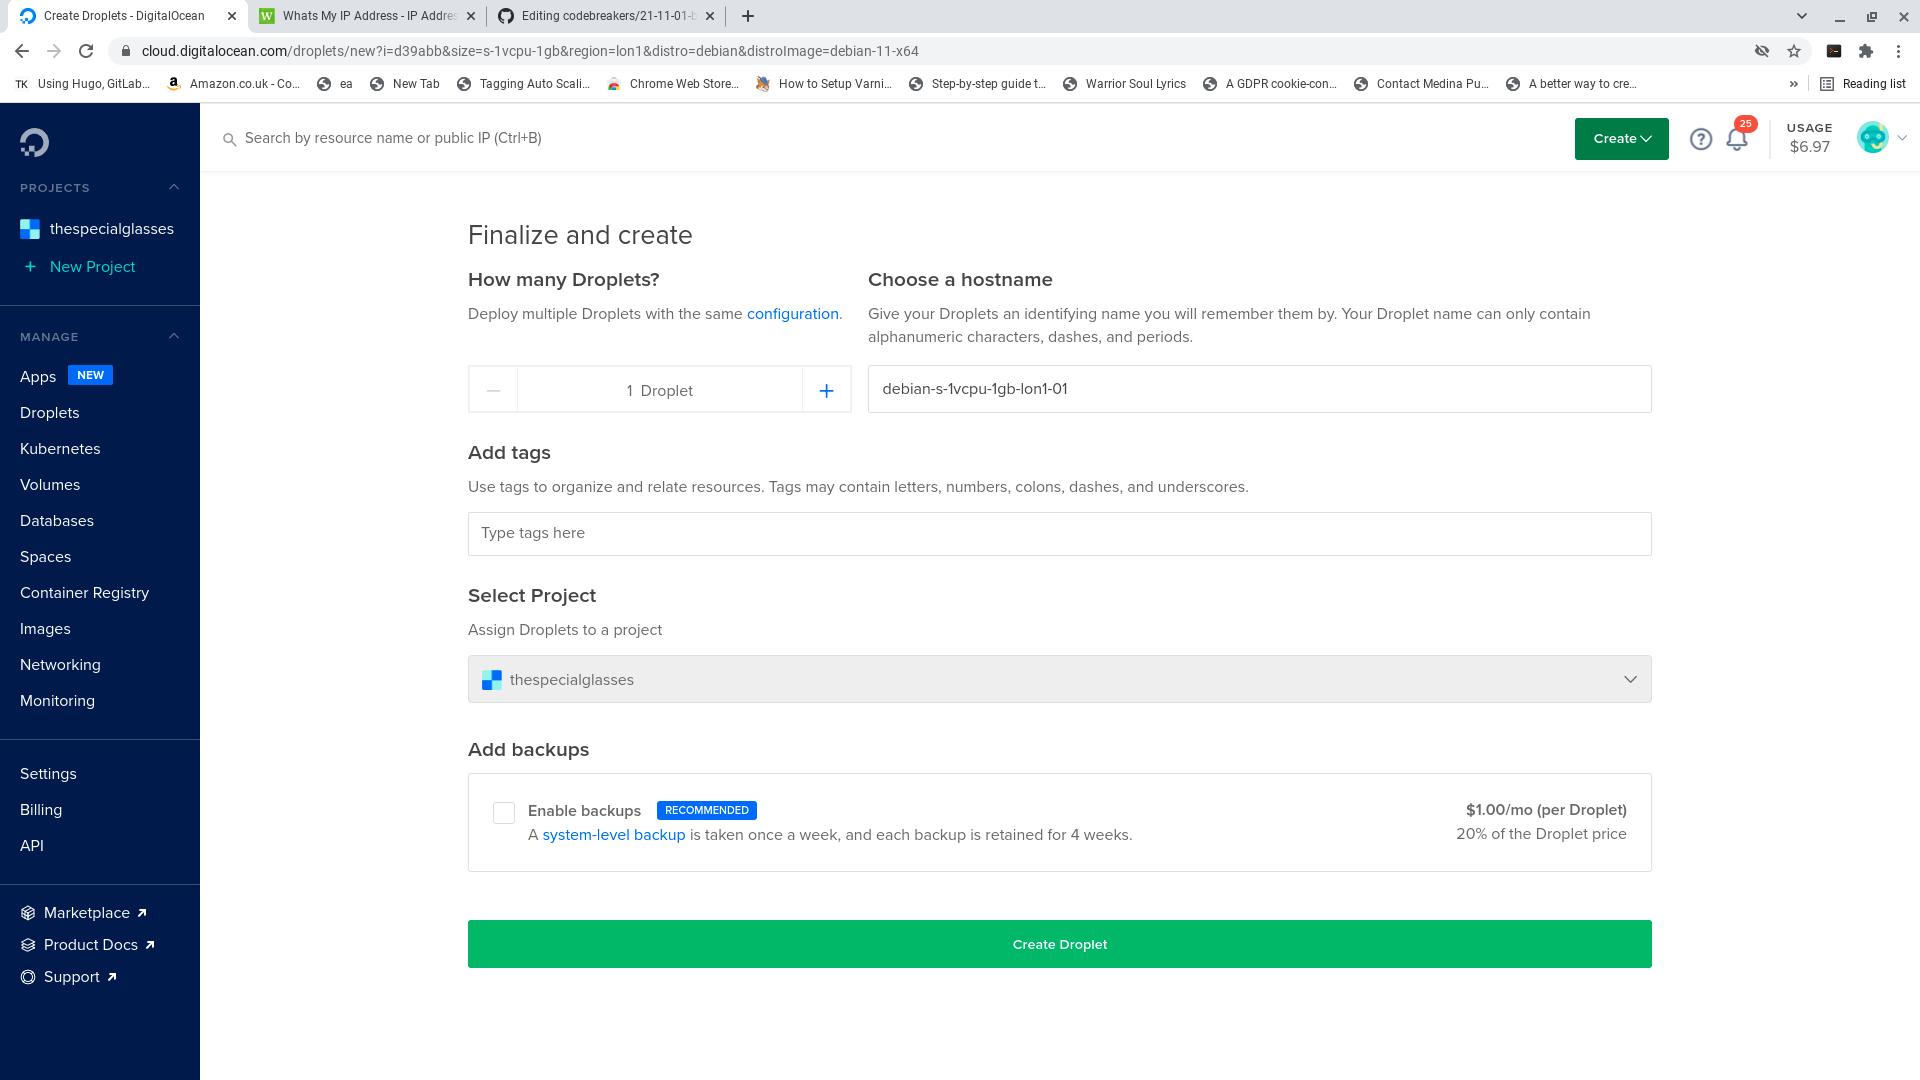 Create Droplets - DigitalOcean
Whats My IP Address - IP Addre
Editing codebreakers/21-11-01-b
cloud.digitalocean.com/droplets/new?i=d39abb&size=s-1vcpu-1gb&region=lon1&distro=debian&distroImage=debian-11-x64
TK Using Hugo, GitLab...
Amazon.co.uk - Co...
ea
New Tab
Tagging Auto Scali...
Chrome Web Store...
How to Setup Varni...
Step-by-step guide t...
Warrior Soul Lyrics
A GDPR cookie-con...
Contact Medina Pu...
A better way to cre...
»
Reading list
Search by resource name or public IP (Ctrl+B)
Create
25
USAGE
$6.97
PROJECTS
thespecialglasses
+ New Project
MANAGE
Apps NEW
Droplets
Kubernetes
Volumes
Databases
Spaces
Container Registry
Images
Networking
Monitoring
Settings
Billing
API
Marketplace
Product Docs
Support
Finalize and create
How many Droplets?
Deploy multiple Droplets with the same configuration.
1 Droplet
Choose a hostname
Give your Droplets an identifying name you will remember them by. Your Droplet name can only contain
alphanumeric characters, dashes, and periods.
debian-s-1vcpu-1gb-lon1-01
Add tags
Use tags to organize and relate resources. Tags may contain letters, numbers, colons, dashes, and underscores.
Type tags here
Select Project
Assign Droplets to a project
thespecialglasses
Add backups
Enable backups RECOMMENDED
A system-level backup is taken once a week, and each backup is retained for 4 weeks.
$1.00/mo (per Droplet)
20% of the Droplet price
Create Droplet